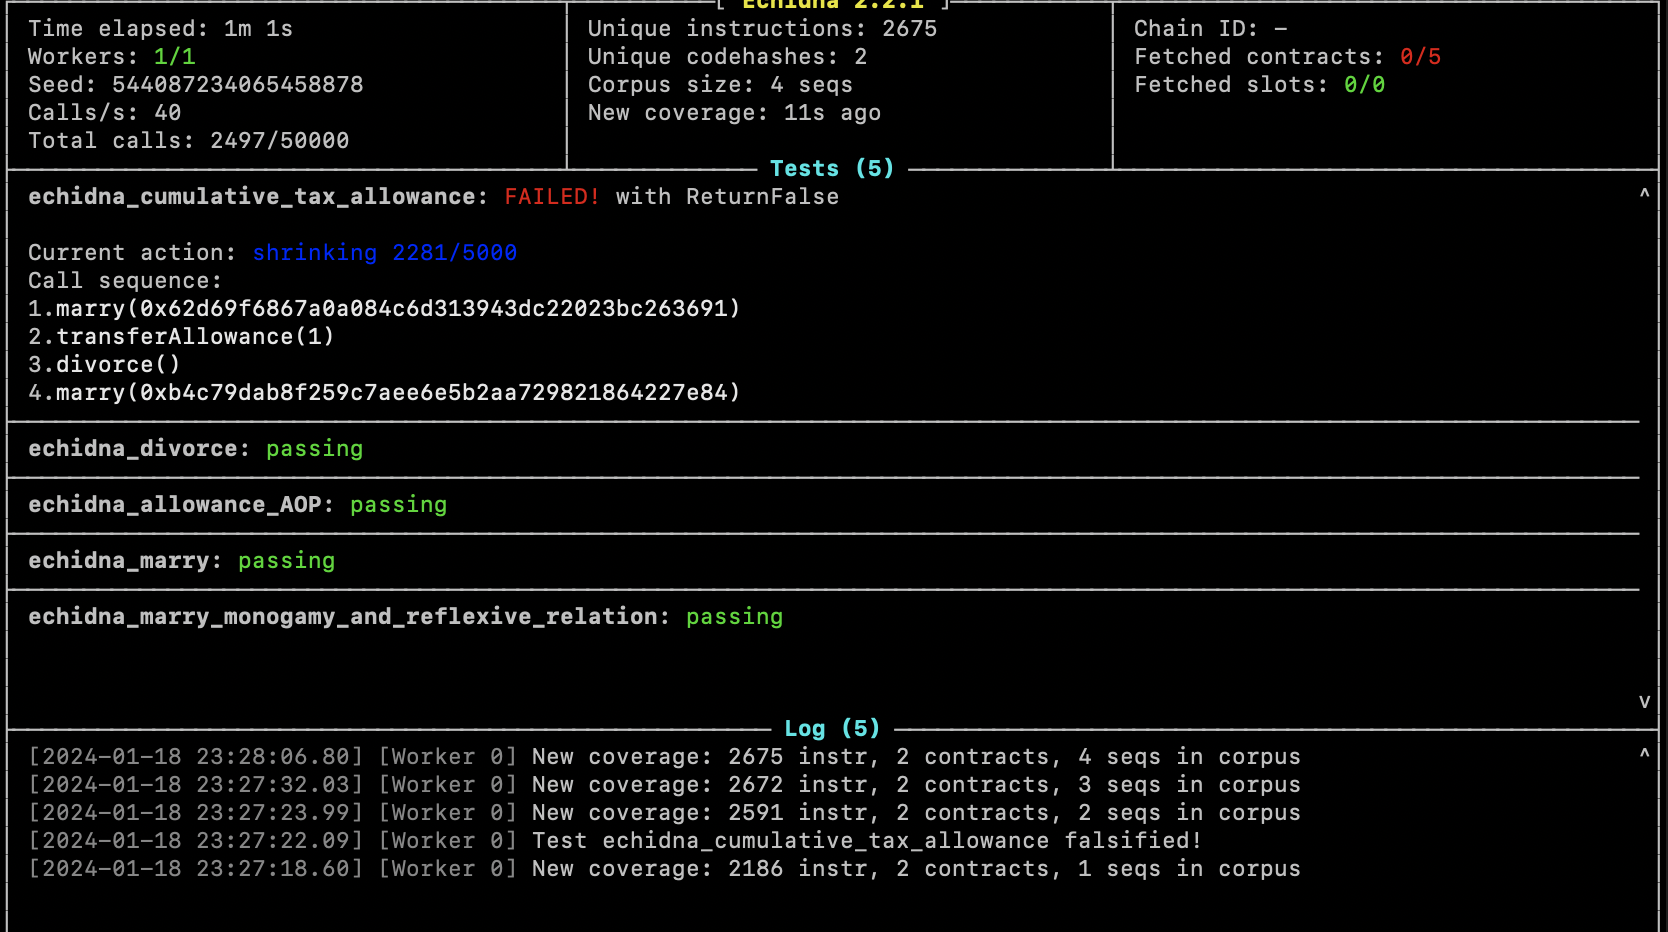 [ Echidna 2.2.1 ]
Time elapsed: 1m 1s
Workers: 1/1
Seed: 544087234065458878
Calls/s: 40
Total calls: 2497/50000
Unique instructions: 2675
Unique codehashes: 2
Corpus size: 4 seqs
New coverage: 11s ago
Chain ID: -
Fetched contracts: 0/5
Fetched slots: 0/0
Tests (5)
echidna_cumulative_tax_allowance: FAILED! with ReturnFalse
^
Current action: shrinking 2281/5000
Call sequence:
1.marry(0x62d69f6867a0a084c6d313943dc22023bc263691)
2.transferAllowance(1)
3.divorce()
4.marry(0xb4c79dab8f259c7aee6e5b2aa729821864227e84)
echidna_divorce: passing
echidna_allowance_AOP: passing
echidna_marry: passing
echidna_marry_monogamy_and_reflexive_relation: passing
v
Log (5)
[2024-01-18 23:28:06.80] [Worker 0] New coverage: 2675 instr, 2 contracts, 4 seqs in corpus
^
[2024-01-18 23:27:32.03] [Worker 0] New coverage: 2672 instr, 2 contracts, 3 seqs in corpus
[2024-01-18 23:27:23.99] [Worker 0] New coverage: 2591 instr, 2 contracts, 2 seqs in corpus
[2024-01-18 23:27:22.09] [Worker 0] Test echidna_cumulative_tax_allowance falsified!
[2024-01-18 23:27:18.60] [Worker 0] New coverage: 2186 instr, 2 contracts, 1 seqs in corpus